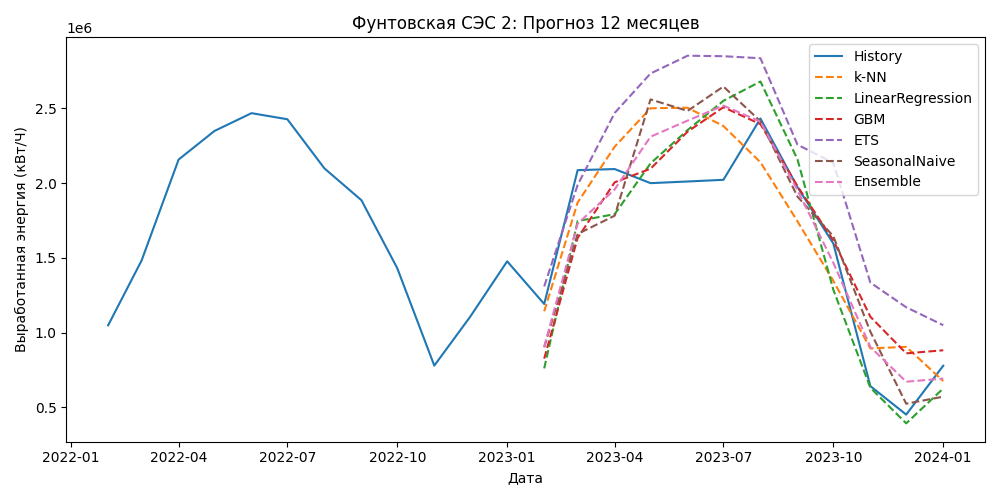 Фунтовская СЭС 2: Прогноз 12 месяцев
1e6
Выработанная энергия (кВт/Ч)
2.5
2.0
1.5
1.0
0.5
History
k-NN
LinearRegression
GBM
ETS
SeasonalNaive
Ensemble
2022-01
2022-04
2022-07
2022-10
2023-01
2023-04
2023-07
2023-10
2024-01
Дата